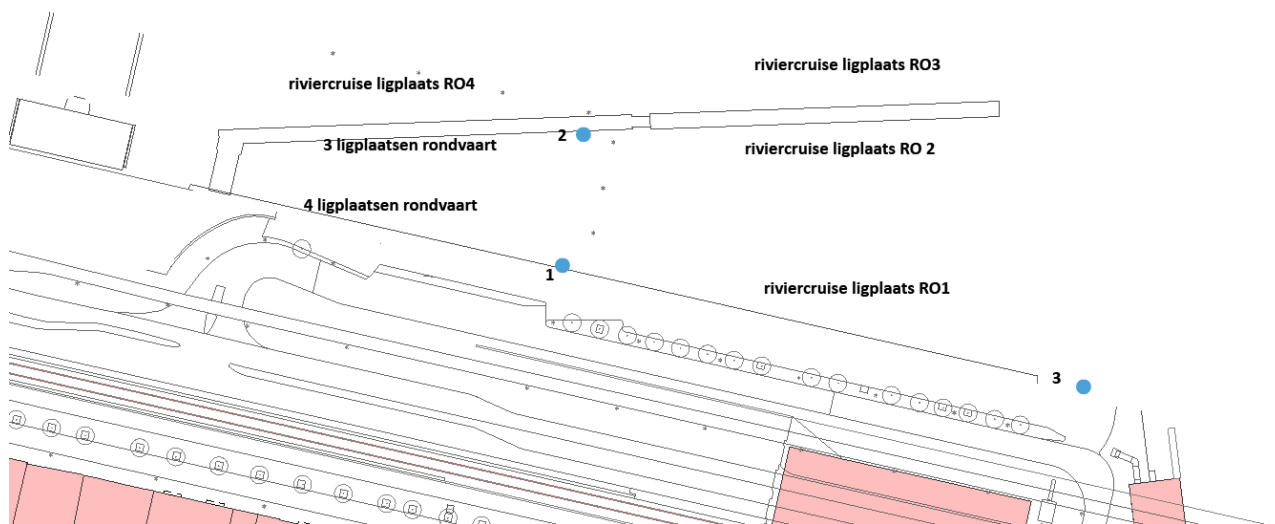 riviercruise ligplaats RO3
riviercruise ligplaats RO4
2
3 ligplaatsen rondvaart
riviercruise ligplaats RO 2
4 ligplaatsen rondvaart
1
riviercruise ligplaats RO1
3